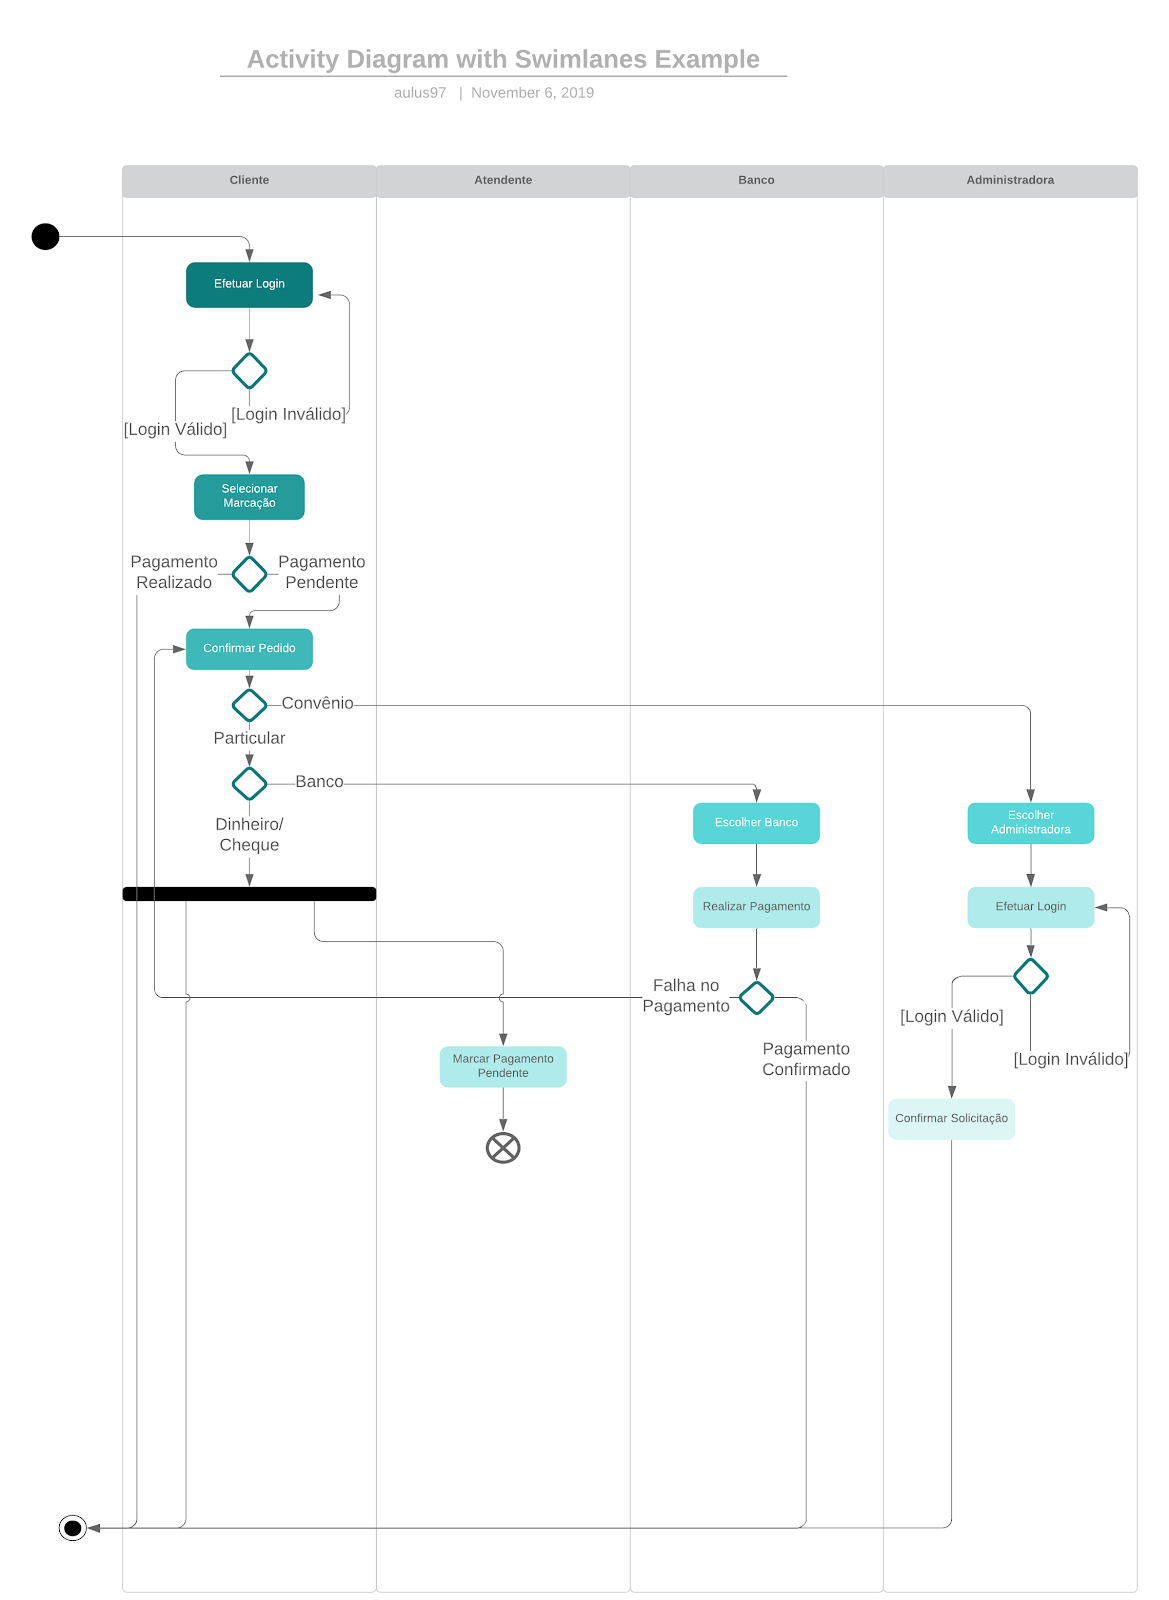 Activity Diagram with Swimlanes Example
aulus97 | November 6, 2019
Cliente
Atendente
Banco
Administradora
Efetuar Login
[Login Inválido]
[Login Válido]
Selecionar
Marcação
Pagamento
Realizado
Pagamento
Pendente
Confirmar Pedido
Convênio
Particular
Banco
Dinheiro/
Cheque
Escolher Banco
Escolher
Administradora
Realizar Pagamento
Efetuar Login
Falha no
Pagamento
[Login Válido]
Pagamento
Confirmado
[Login Inválido]
Marcar Pagamento
Pendente
Confirmar Solicitação